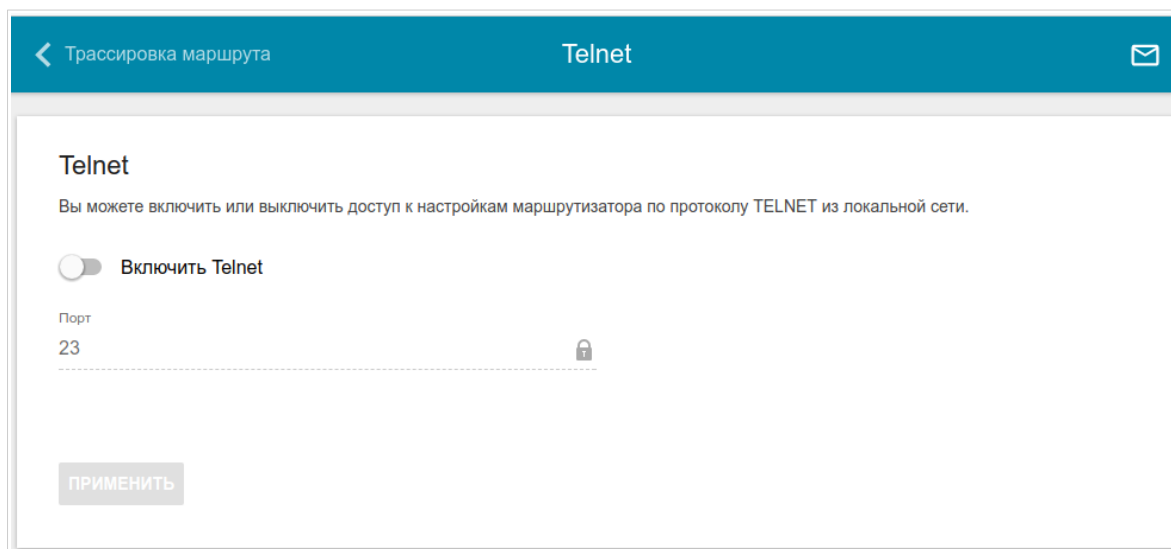 Трассировка маршрута
Telnet
Telnet
Вы можете включить или выключить доступ к настройкам маршрутизатора по протоколу TELNET из локальной сети.
Включить Telnet
Порт
23
ПРИМЕНИТЬ